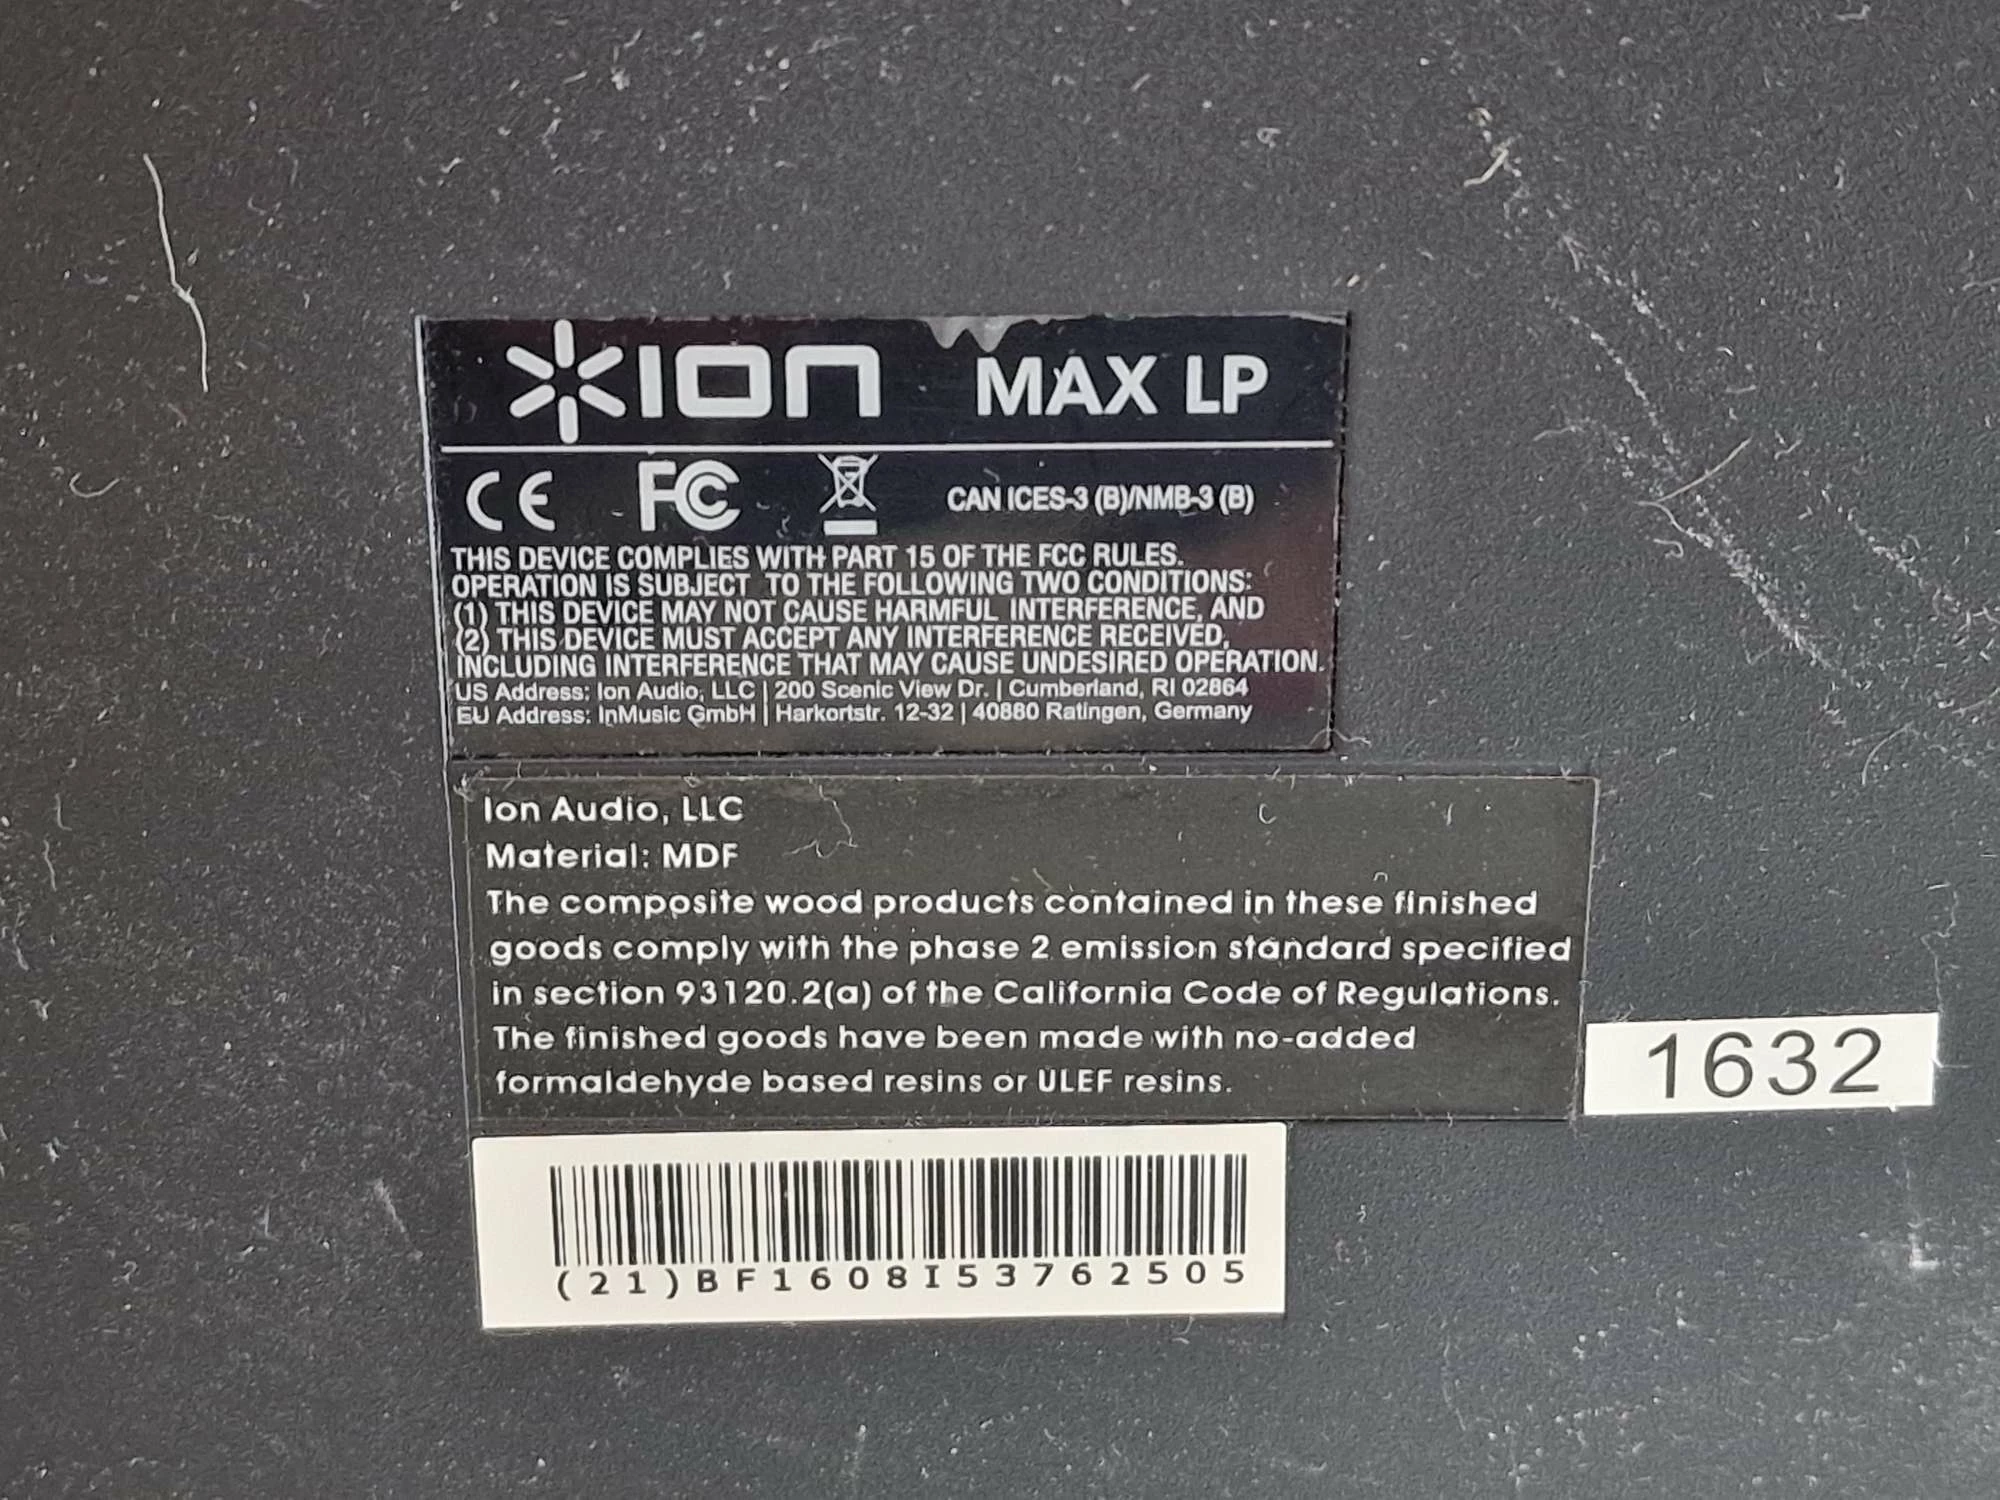 ION MAX LP
CE FC CAN ICES-3 (B)/NMB-3 (B)
THIS DEVICE COMPLIES WITH PART 15 OF THE FCC RULES.
OPERATION IS SUBJECT TO THE FOLLOWING TWO CONDITIONS:
(1) THIS DEVICE MAY NOT CAUSE HARMFUL INTERFERENCE, AND
(2) THIS DEVICE MUST ACCEPT ANY INTERFERENCE RECEIVED,
INCLUDING INTERFERENCE THAT MAY CAUSE UNDESIRED OPERATION.
US Address: Ion Audio, LLC | 200 Scenic View Dr. | Cumberland, RI 02864
EU Address: InMusic GmbH | Harkortstr. 12-32 | 40880 Ratingen, Germany
Ion Audio, LLC
Material: MDF
The composite wood products contained in these finished
goods comply with the phase 2 emission standard specified
in section 93120.2(a) of the California Code of Regulations.
The finished goods have been made with no-added
formaldehyde based resins or ULEF resins.
1632
(21)BF1608I53762505